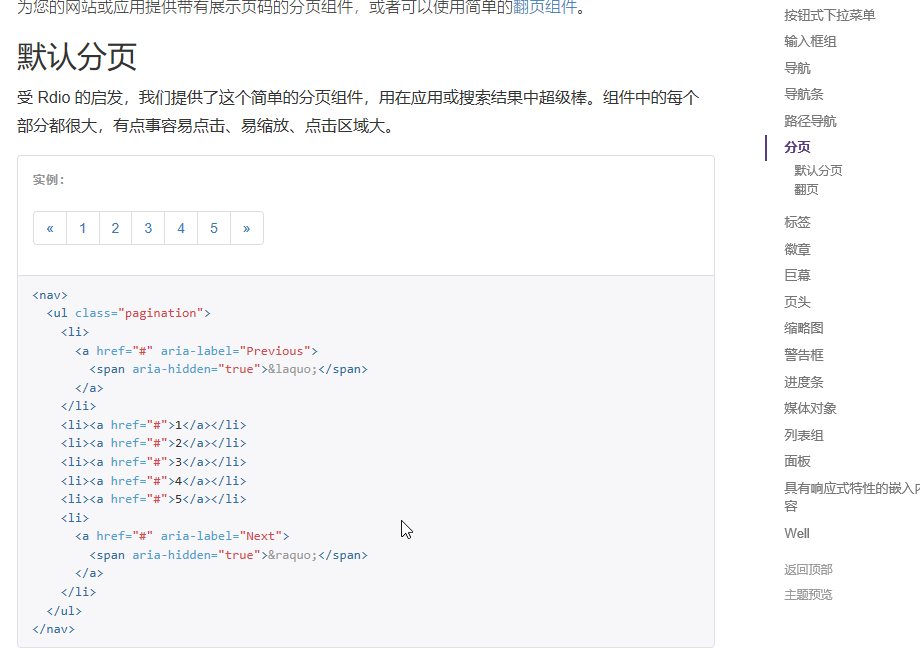 为您的网站或应用提供带有展示页码的分页组件，或者可以使用简单的翻页组件。
默认分页
受 Rdio 的启发，我们提供了这个简单的分页组件，用在应用或搜索结果中超级棒。组件中的每个
部分都很大，有点事容易点击、易缩放、点击区域大。
实例：
« 1 2 3 4 5 »
<nav>
  <ul class="pagination">
    <li>
      <a href="#" aria-label="Previous">
        <span aria-hidden="true">&laquo;</span>
      </a>
    </li>
    <li><a href="#">1</a></li>
    <li><a href="#">2</a></li>
    <li><a href="#">3</a></li>
    <li><a href="#">4</a></li>
    <li><a href="#">5</a></li>
    <li>
      <a href="#" aria-label="Next">
        <span aria-hidden="true">&raquo;</span>
      </a>
    </li>
  </ul>
</nav>
按钮式下拉菜单
输入框组
导航
导航条
路径导航
分页
默认分页
翻页
标签
徽章
巨幕
页头
缩略图
警告框
进度条
媒体对象
列表组
面板
具有响应式特性的嵌入内
容
Well
返回顶部
主题预览